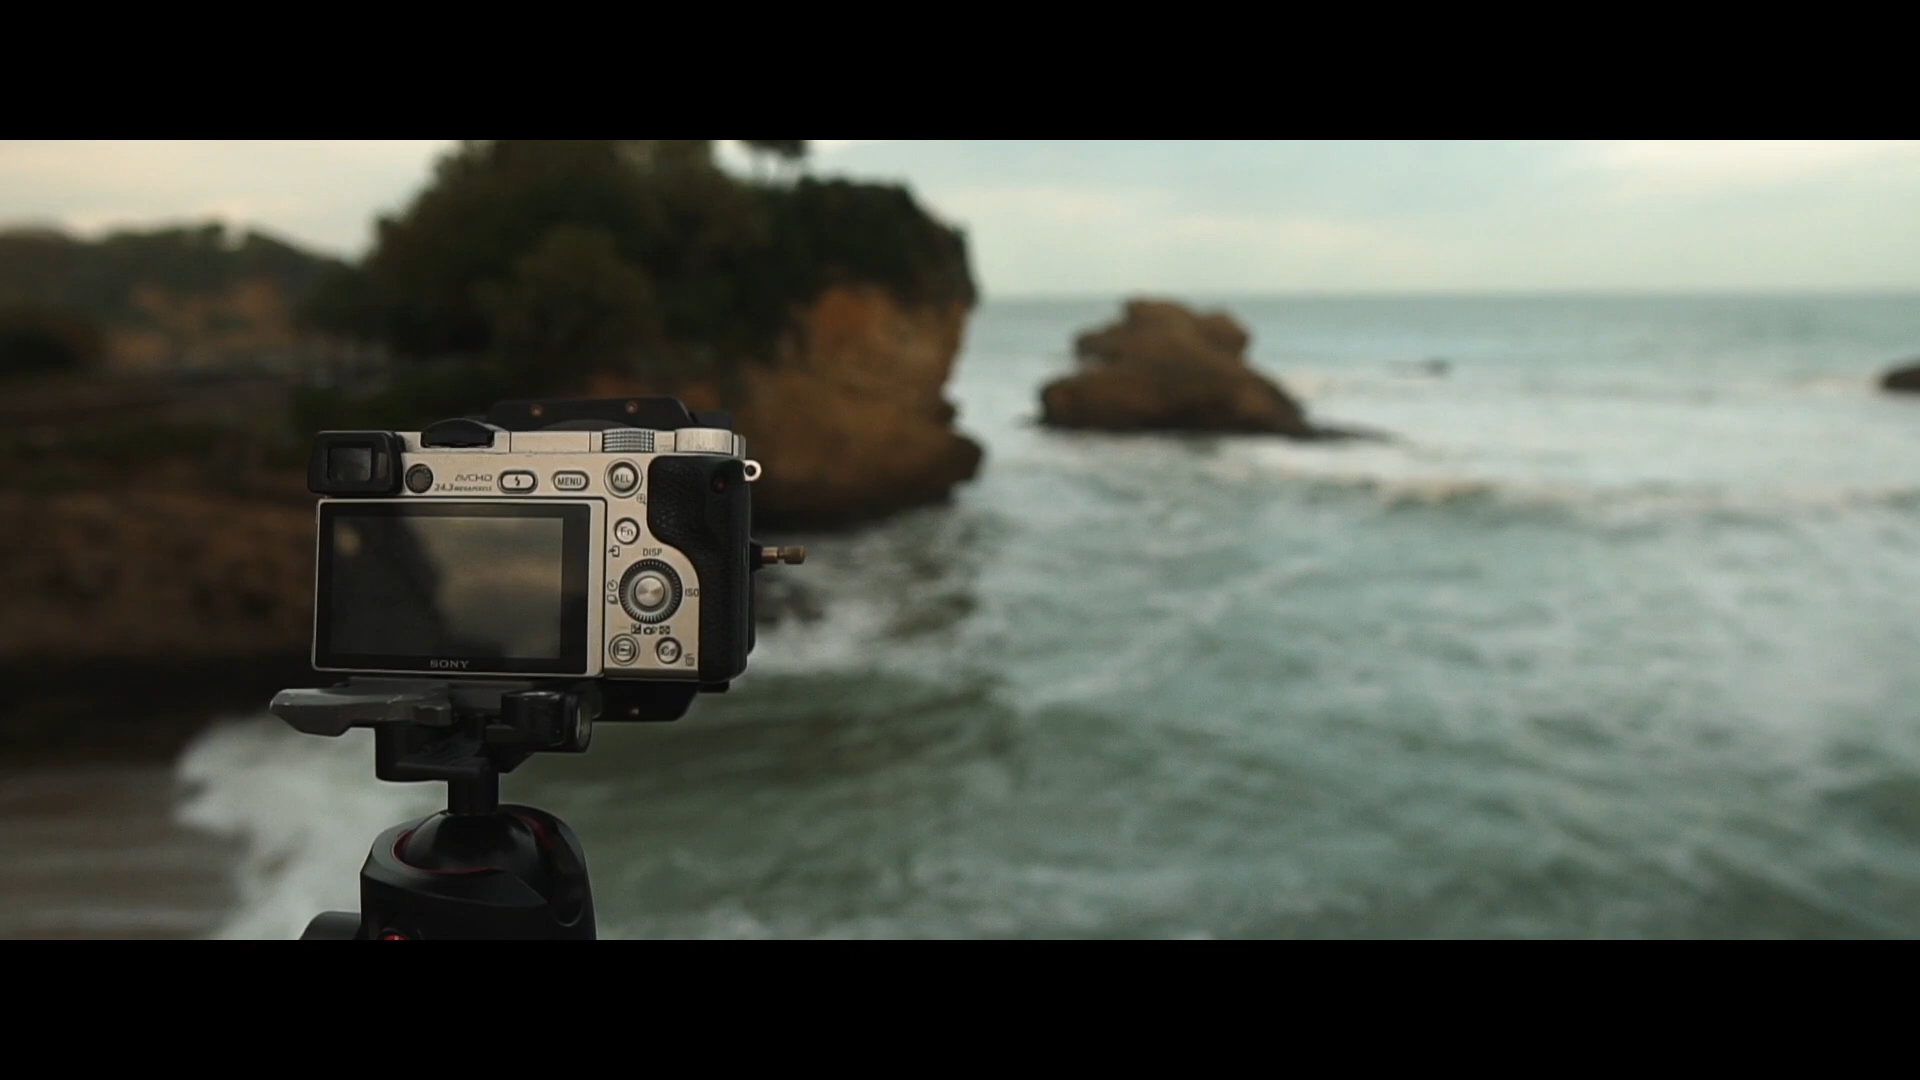 AVCHD
24.3 MEGAPIXELS
MENU
AEL
Fn
DISP
ISO
SONY